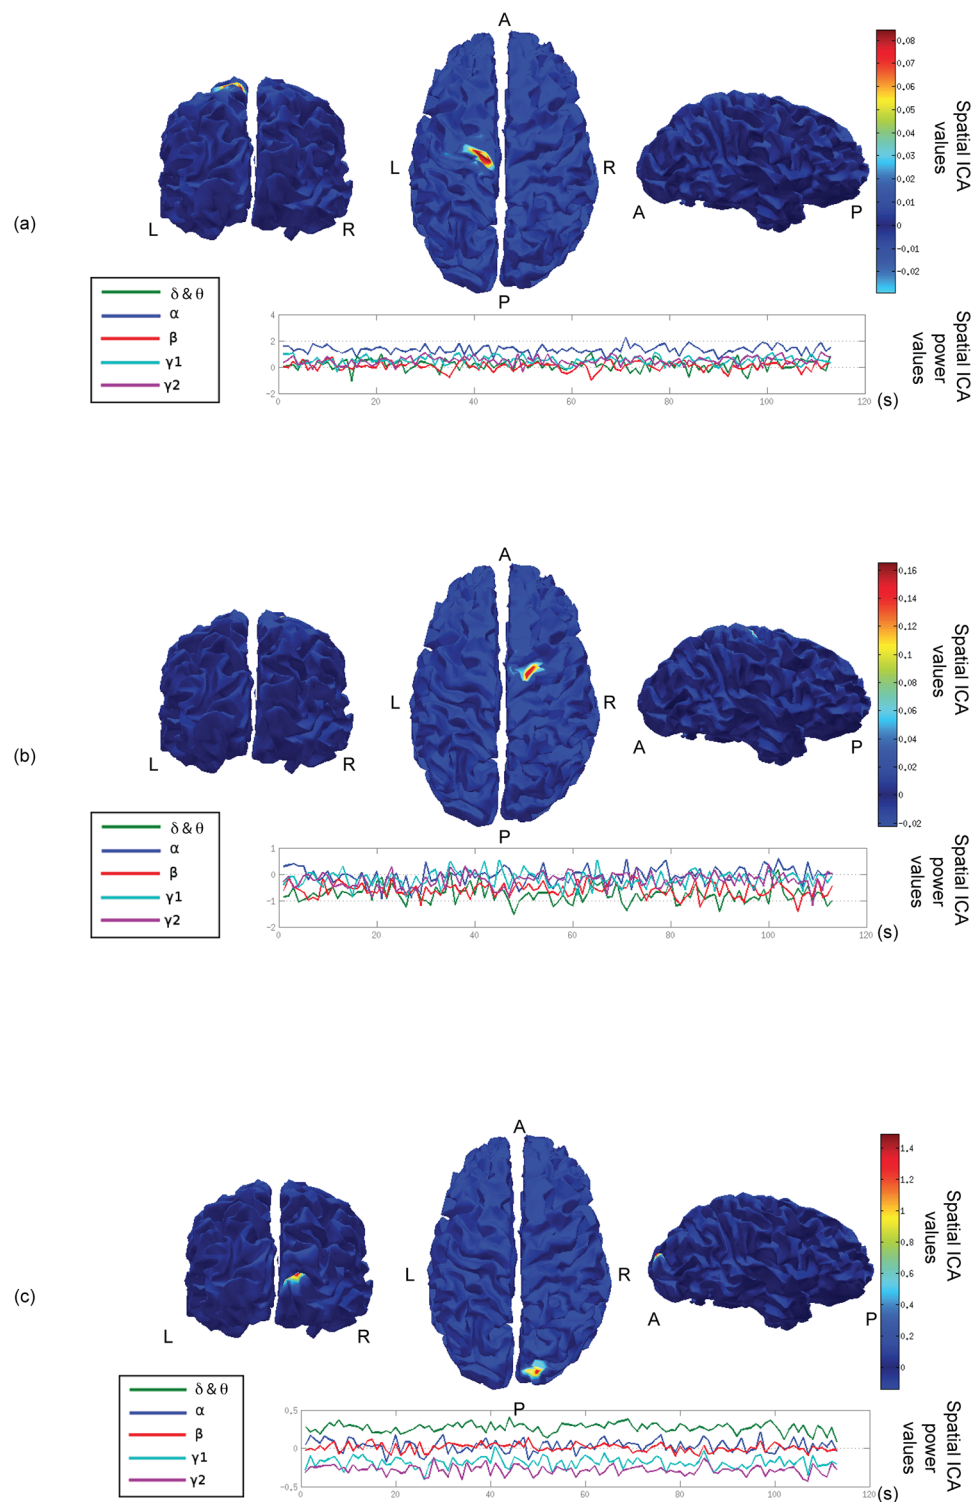 A
L
R
L
R
A
P
P
0.08
0.07
0.06
0.05
0.04
0.03
0.02
0.01
0
-0.01
-0.02
Spatial ICA
values
(a)
δ & θ
α
β
γ1
γ2
4
2
0
-2
0
20
40
60
80
100
120
(s)
Spatial ICA
power
values
A
L
R
L
R
A
P
P
0.16
0.14
0.12
0.10
0.08
0.06
0.04
0.02
0
-0.02
Spatial ICA
values
(b)
δ & θ
α
β
γ1
γ2
1
0
-1
-2
0
20
40
60
80
100
120
(s)
Spatial ICA
power
values
A
L
R
L
R
A
P
P
1.4
1.2
1
0.8
0.6
0.4
0.2
0
Spatial ICA
values
(c)
δ & θ
α
β
γ1
γ2
0.5
0
-0.5
0
20
40
60
80
100
120
(s)
Spatial ICA
power
values